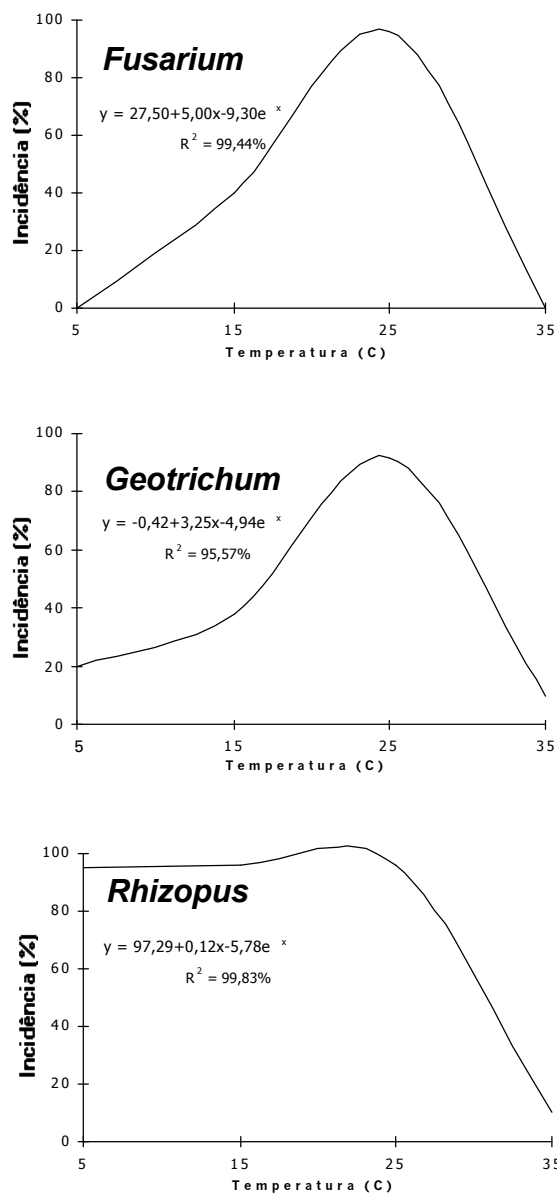 100
Fusarium
80
y = 27,50+5,00x-9,30e ˣ
R² = 99,44%
60
40
20
0
Incidência (%)
5 15 25 35
Temperatura (C)
100
Geotrichum
80
y = -0,42+3,25x-4,94e ˣ
R² = 95,57%
60
40
20
0
Incidência (%)
5 15 25 35
Temperatura (C)
100
Rhizopus
80
y = 97,29+0,12x-5,78e ˣ
R² = 99,83%
60
40
20
0
Incidência (%)
5 15 25 35
Temperatura (C)